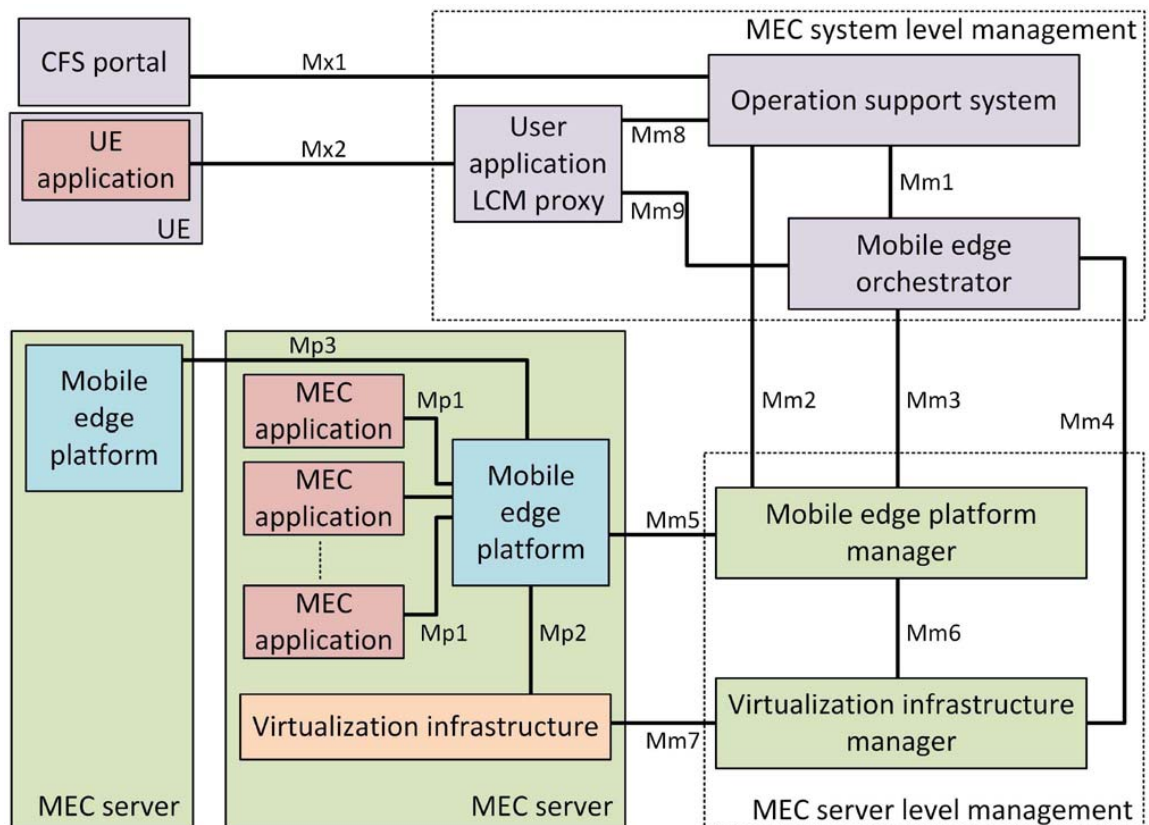 MEC system level management
CFS portal
Mx1
Operation support system
UE
application
UE
Mx2
User
application
LCM proxy
Mm8
Mm9
Mm1
Mobile edge
orchestrator
Mm2
Mm3
Mm4
Mobile
edge
platform
MEC server
Mp3
MEC
application
Mp1
MEC
application
MEC
application
Mp1
Mobile
edge
platform
Mp2
Virtualization infrastructure
MEC server
Mm5
Mobile edge platform
manager
Mm6
Mm7
Virtualization infrastructure
manager
MEC server level management